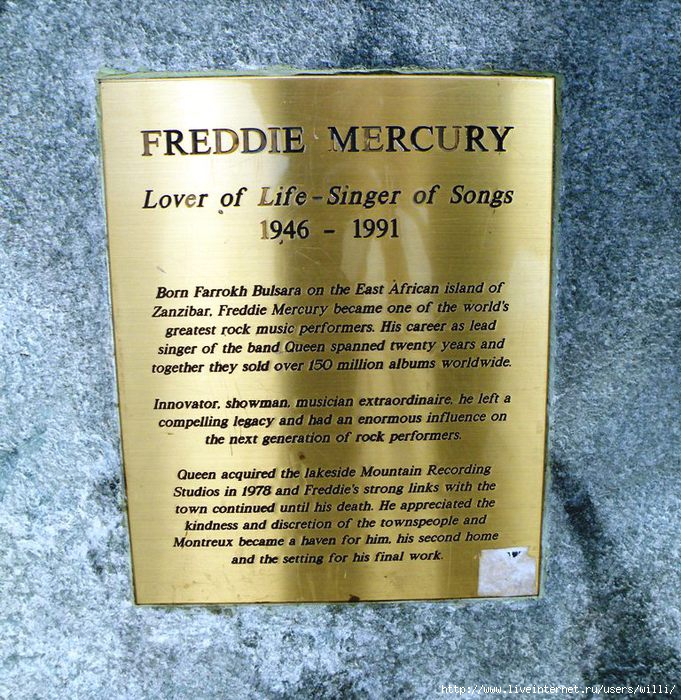 FREDDIE MERCURY
Lover of Life - Singer of Songs
1946 - 1991
Born Farrokh Bulsara on the East African island of
Zanzibar, Freddie Mercury became one of the world's
greatest rock music performers. His career as lead
singer of the band Queen spanned twenty years and
together they sold over 150 million albums worldwide.
Innovator, showman, musician extraordinaire, he left a
compelling legacy and had an enormous influence on
the next generation of rock performers.
Queen acquired the lakeside Mountain Recording
Studios in 1978 and Freddie's strong links with the
town continued until his death. He appreciated the
kindness and discretion of the townspeople and
Montreux became a haven for him, his second home
and the setting for his final work.
http://www.liveinternet.ru/users/willi/